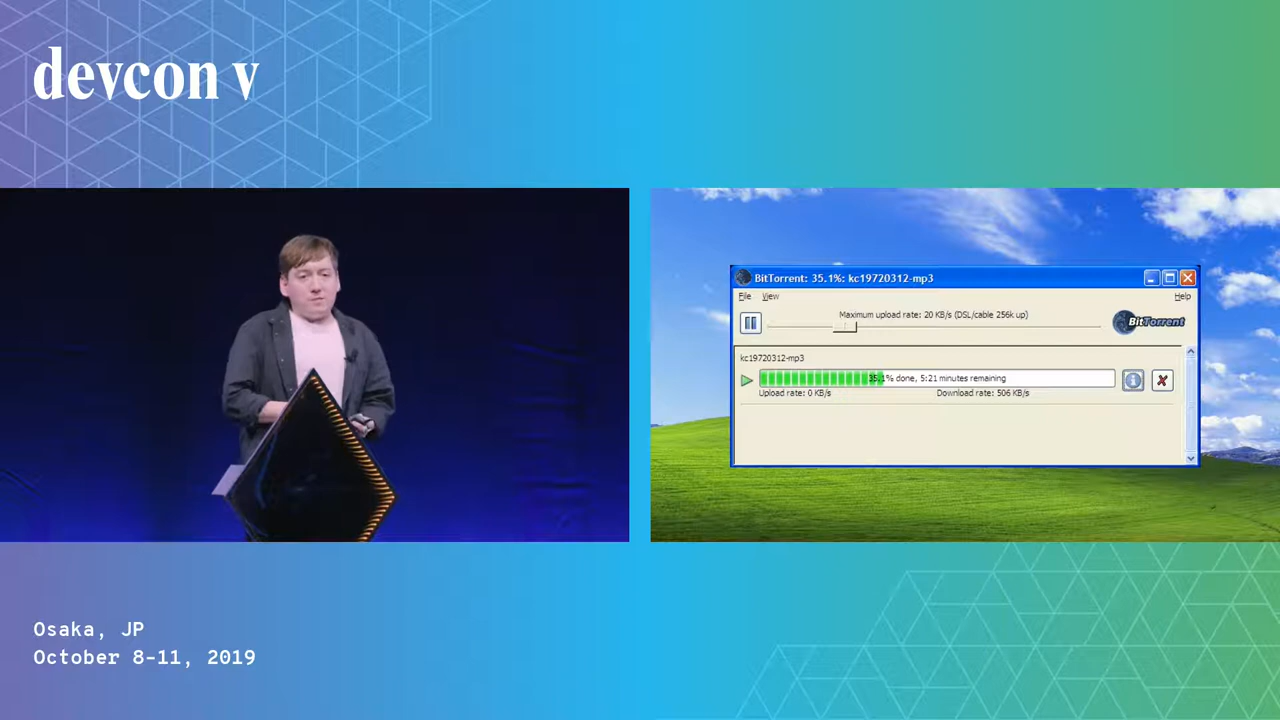 devcon v
BitTorrent: 35.1%: kc19720312-mp3
File View Help
Maximum upload rate: 20 KB/s (DSL/cable 256k up)
BitTorrent
kc19720312-mp3
35.1% done, 5:21 minutes remaining
Upload rate: 0 KB/s Download rate: 506 KB/s
Osaka, JP
October 8-11, 2019